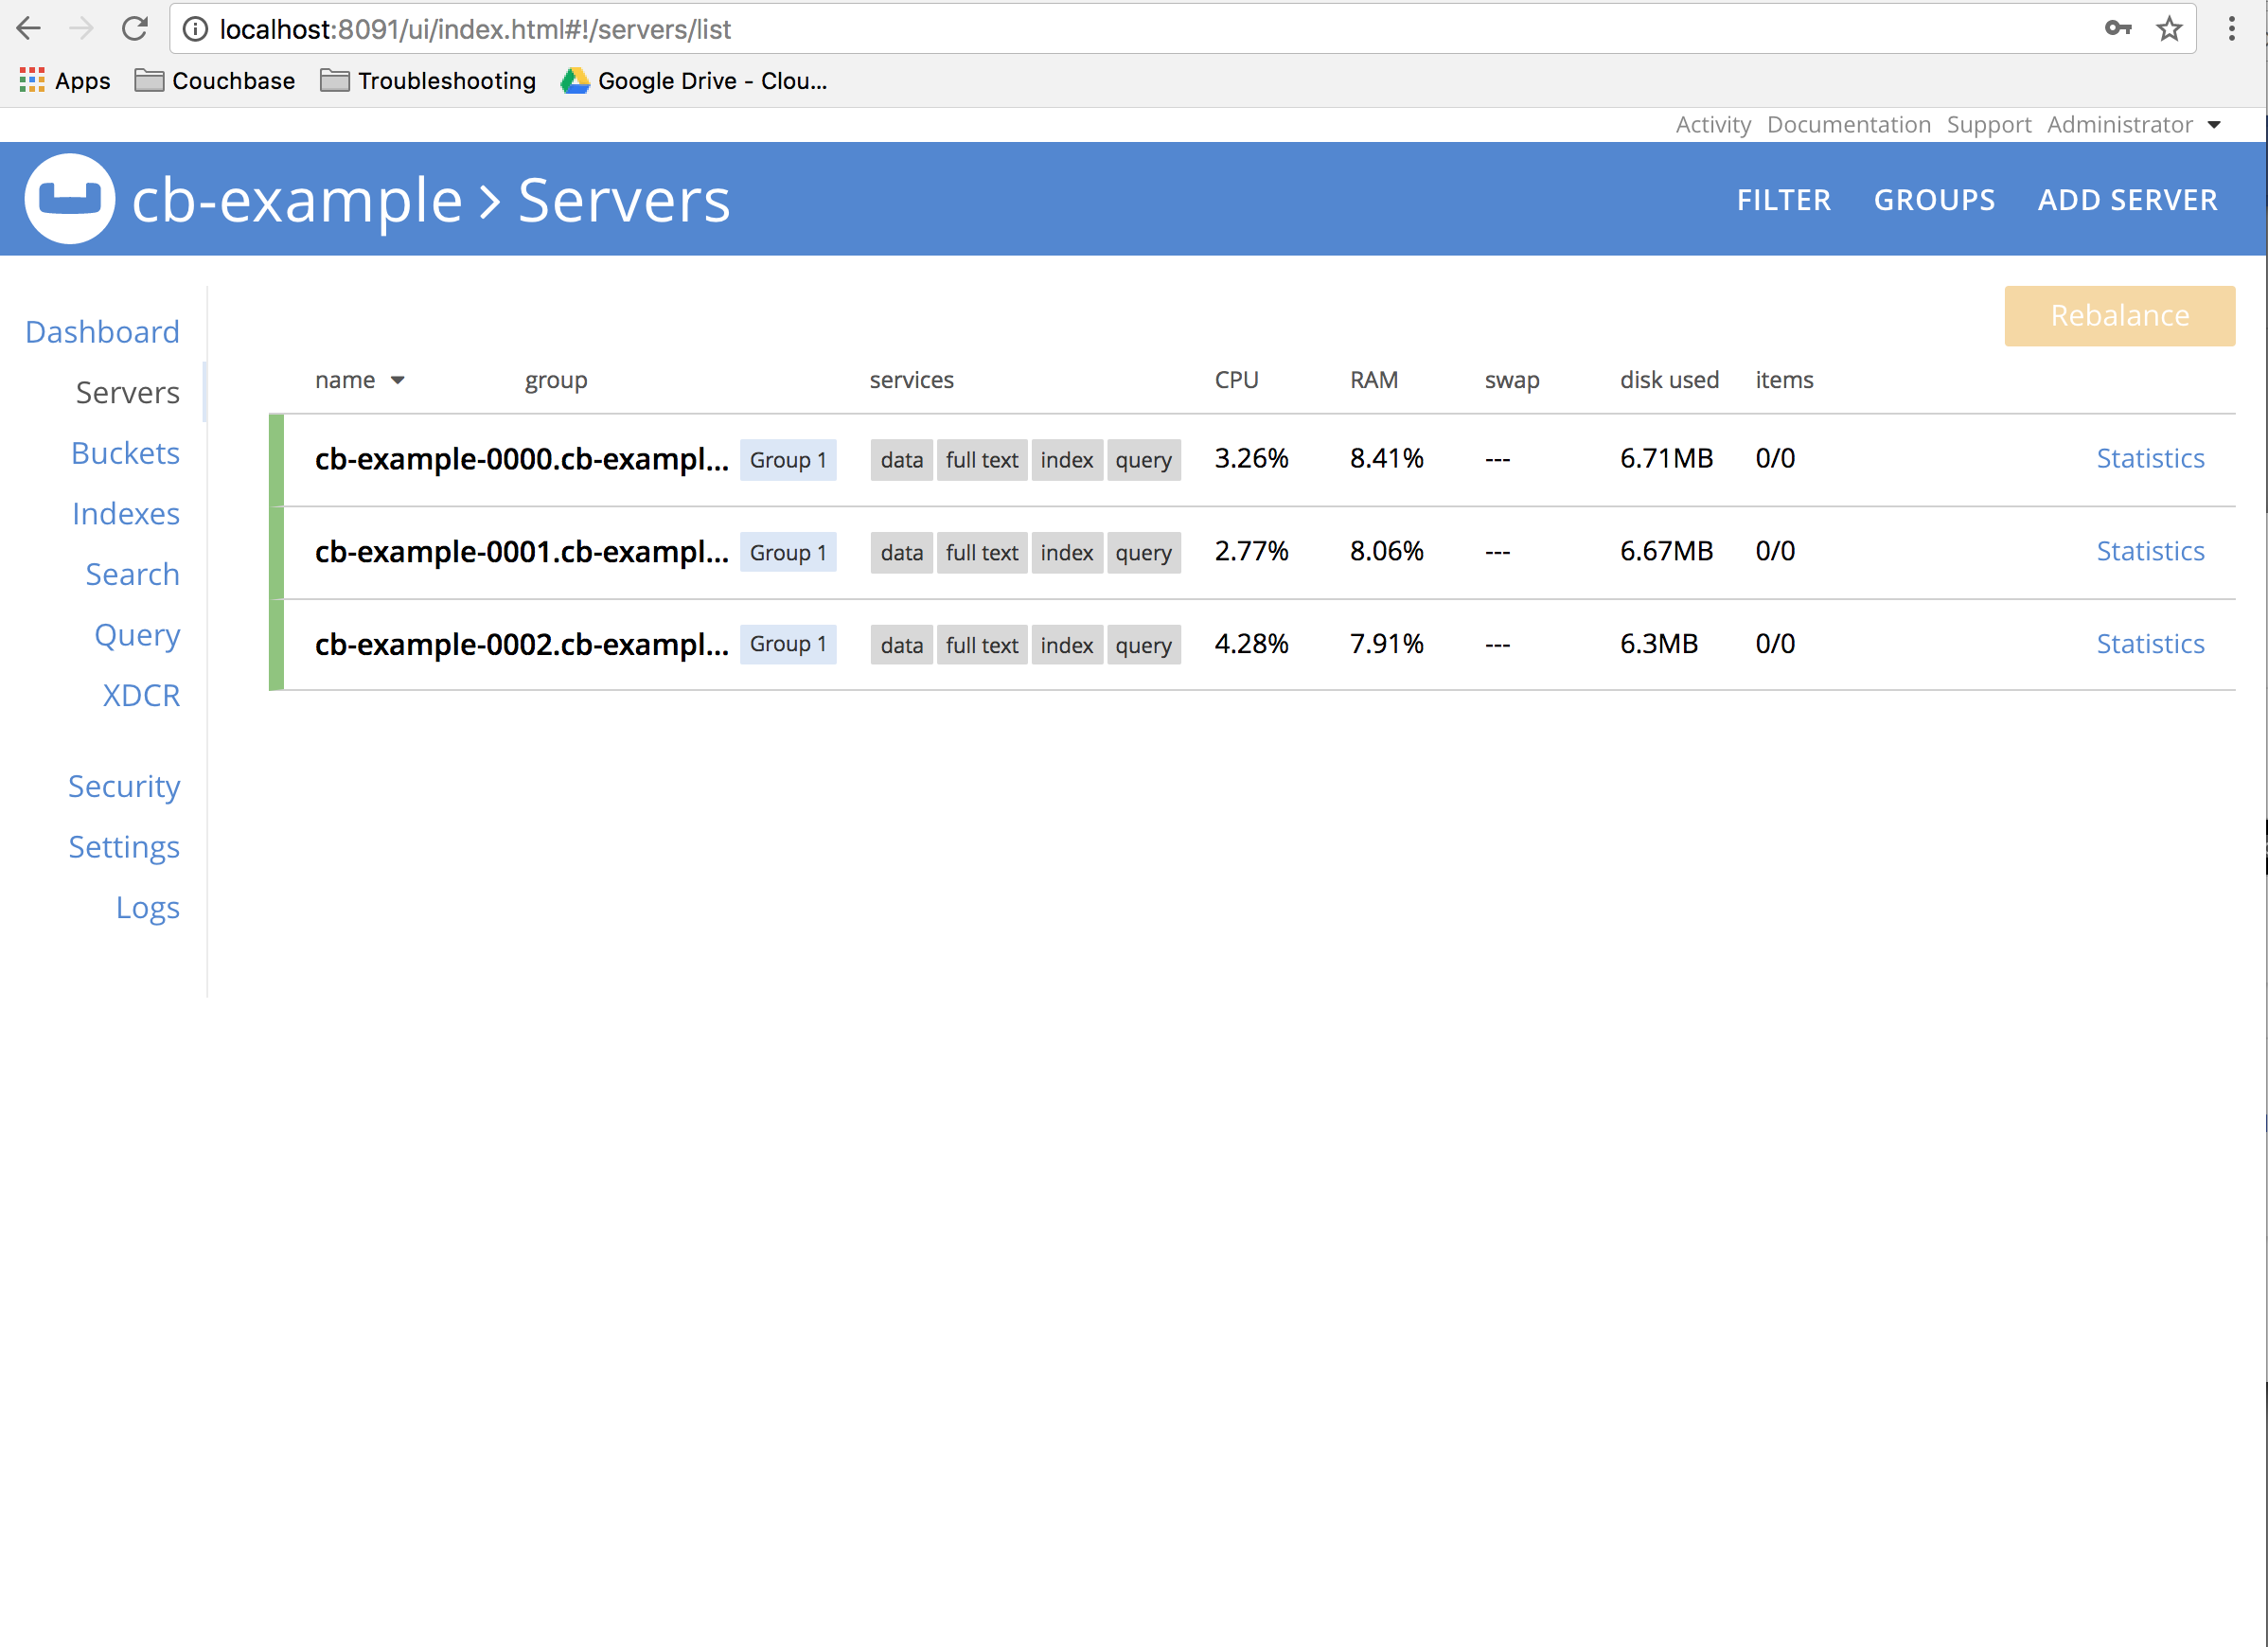 localhost:8091/ui/index.html#!/servers/list
Apps Couchbase Troubleshooting Google Drive - Clou...
Activity Documentation Support Administrator
cb-example > Servers FILTER GROUPS ADD SERVER
Rebalance
Dashboard
Servers
Buckets
Indexes
Search
Query
XDCR
Security
Settings
Logs
name group services CPU RAM swap disk used items
cb-example-0000.cb-exampl... Group 1 data full text index query 3.26% 8.41% --- 6.71MB 0/0 Statistics
cb-example-0001.cb-exampl... Group 1 data full text index query 2.77% 8.06% --- 6.67MB 0/0 Statistics
cb-example-0002.cb-exampl... Group 1 data full text index query 4.28% 7.91% --- 6.3MB 0/0 Statistics